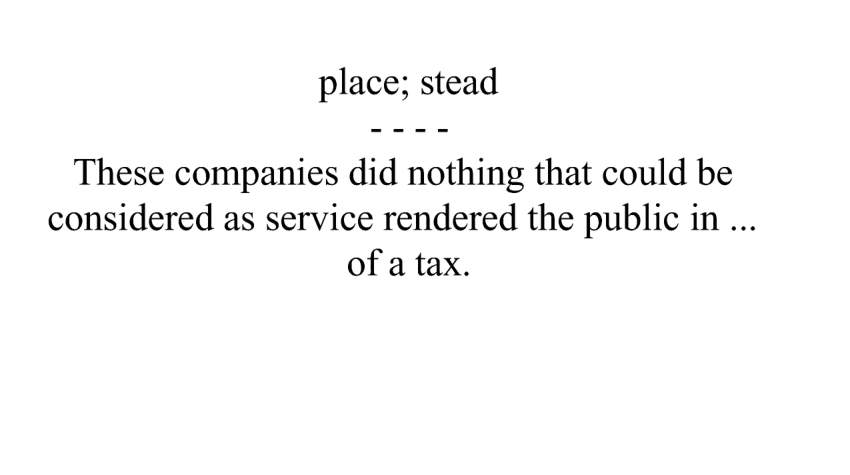 place; stead
- - - -
These companies did nothing that could be
considered as service rendered the public in ...
of a tax.